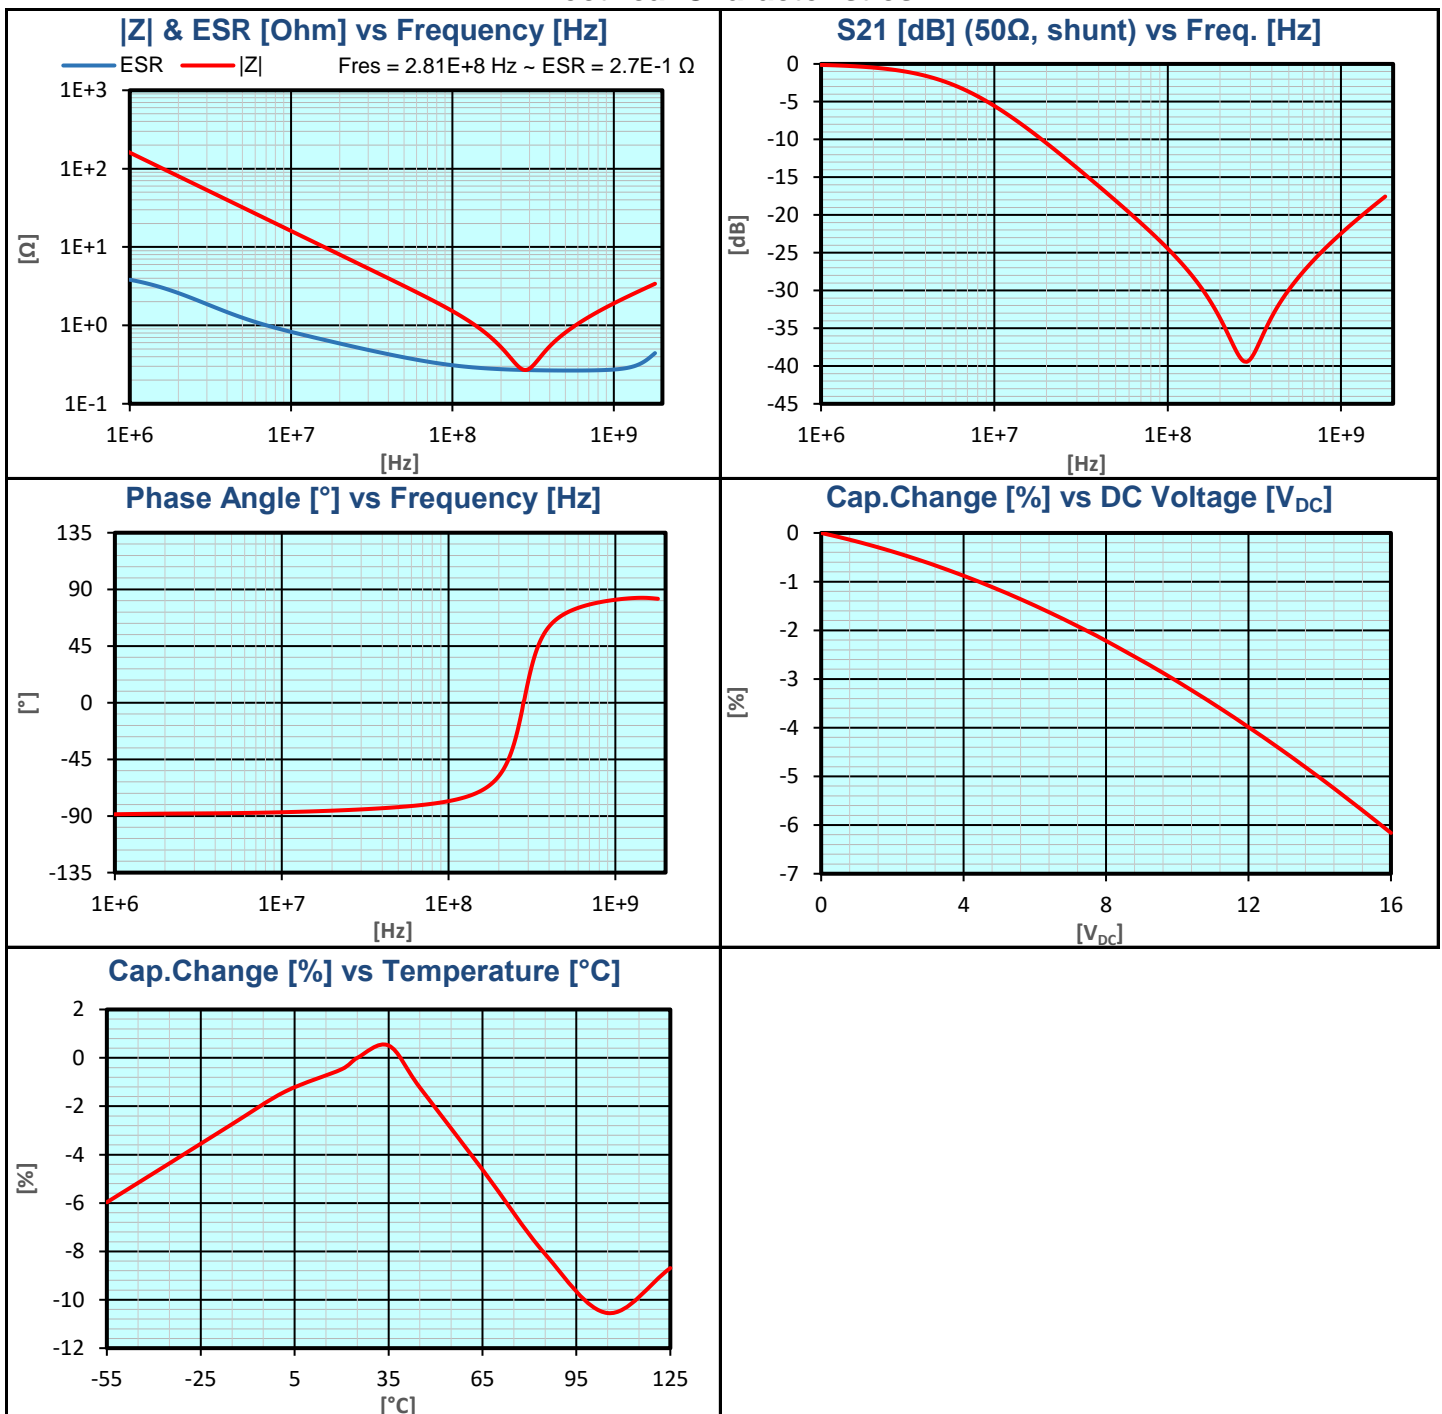 |Z| & ESR [Ohm] vs Frequency [Hz]
ESR |Z| Fres = 2.81E+8 Hz ~ ESR = 2.7E-1 Ω
1E+3
1E+2
1E+1
1E+0
1E-1
[Ω]
1E+6 1E+7 1E+8 1E+9
[Hz]
S21 [dB] (50Ω, shunt) vs Freq. [Hz]
0
-5
-10
-15
-20
-25
-30
-35
-40
-45
[dB]
1E+6 1E+7 1E+8 1E+9
[Hz]
Phase Angle [°] vs Frequency [Hz]
135
90
45
0
-45
-90
-135
[°]
1E+6 1E+7 1E+8 1E+9
[Hz]
Cap.Change [%] vs DC Voltage [VDC]
0
-1
-2
-3
-4
-5
-6
-7
[%]
0 4 8 12 16
[VDC]
Cap.Change [%] vs Temperature [°C]
2
0
-2
-4
-6
-8
-10
-12
[%]
-55 -25 5 35 65 95 125
[°C]